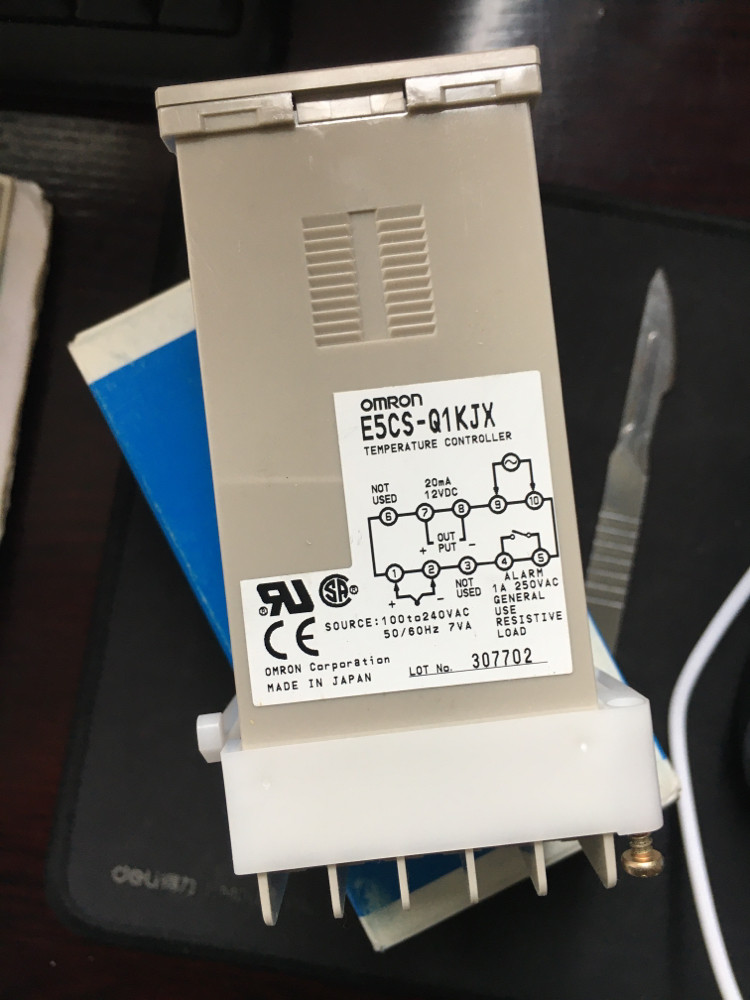 OMRON
E5CS-Q1KJX
TEMPERATURE CONTROLLER
NOT USED
20mA
12VDC
6 7 8 9 10
+ OUT PUT -
1 2 3 4 5
+ -
NOT USED
ALARM
1A 250VAC
GENERAL
USE
RESISTIVE
LOAD
® RU ® SA ®
CE
SOURCE:100to240VAC
50/60Hz 7VA
OMRON Corporation
MADE IN JAPAN
LOT No. 307702